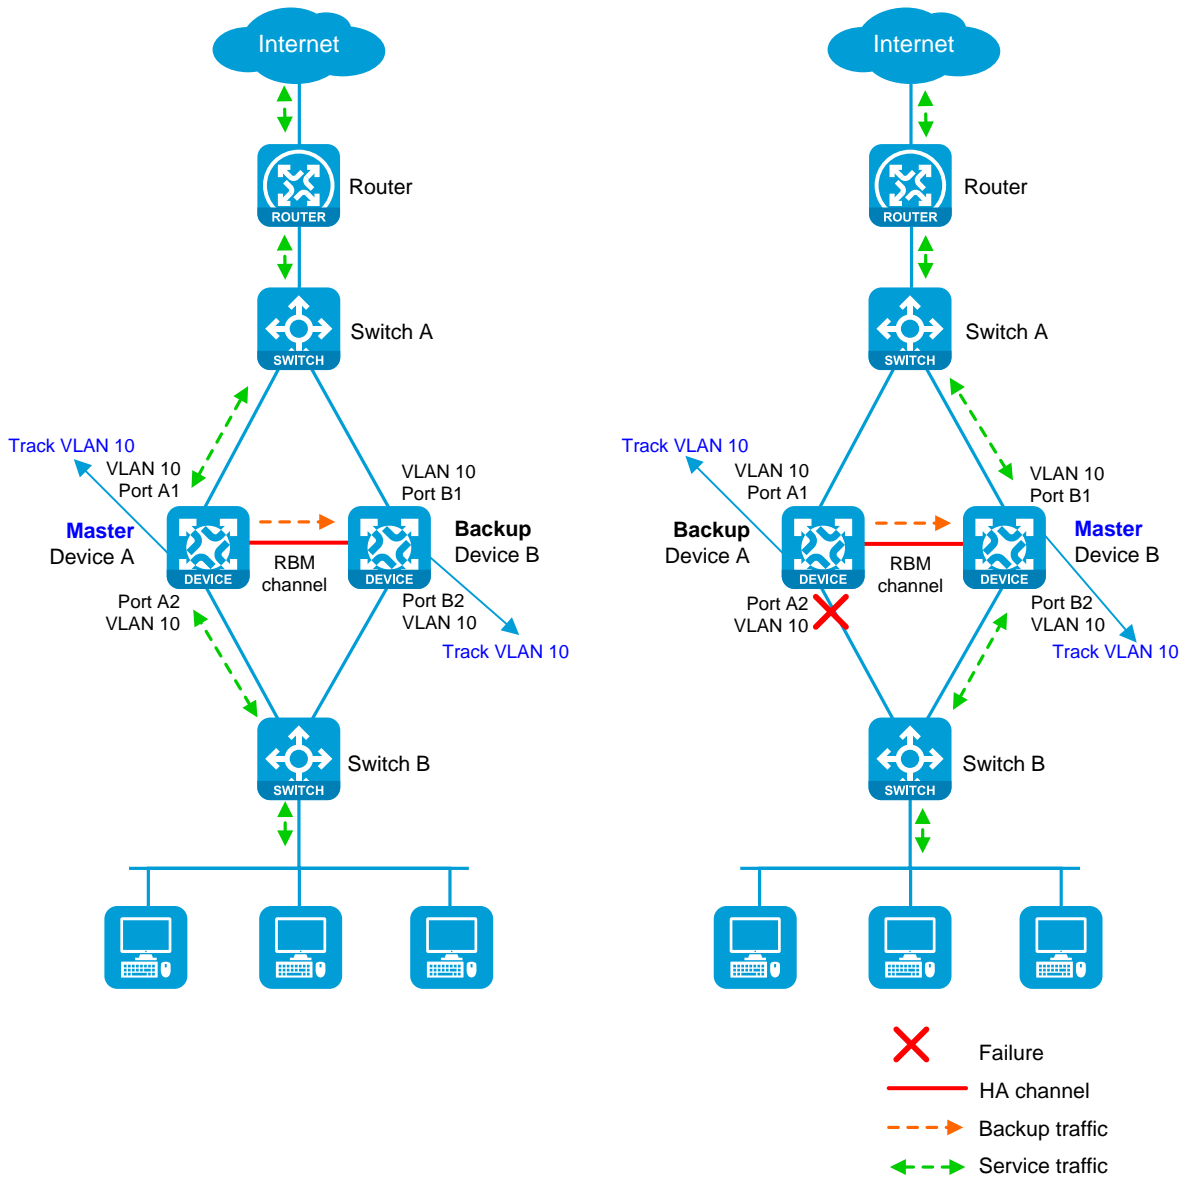 Internet
Router
ROUTER
Switch A
SWITCH
Track VLAN 10
VLAN 10
Port A1
VLAN 10
Port B1
Master
Device A
DEVICE
RBM
channel
DEVICE
Backup
Device B
Port A2
VLAN 10
Port B2
VLAN 10
Track VLAN 10
Switch B
SWITCH
Internet
Router
ROUTER
Switch A
SWITCH
Track VLAN 10
VLAN 10
Port A1
VLAN 10
Port B1
Backup
Device A
DEVICE
RBM
channel
DEVICE
Master
Device B
Port A2
VLAN 10
Port B2
VLAN 10
Track VLAN 10
Switch B
SWITCH
Failure
HA channel
Backup traffic
Service traffic